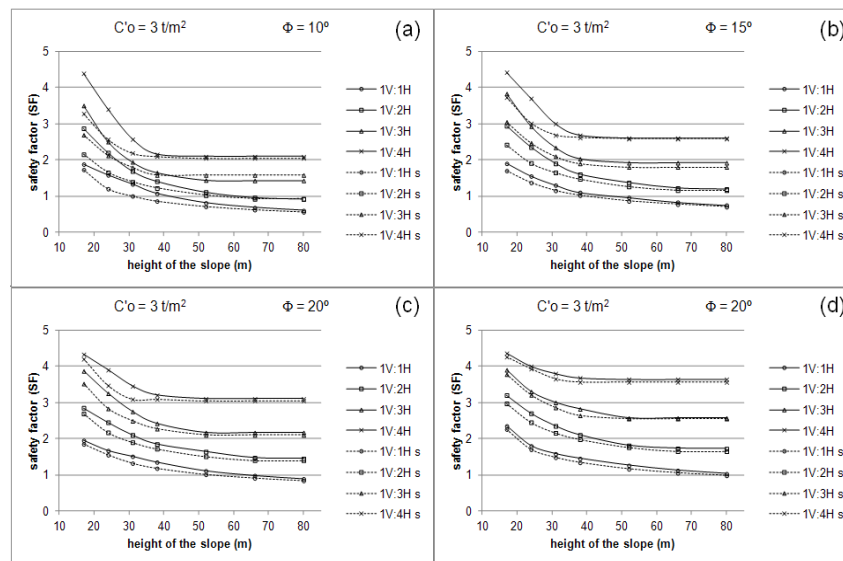 C'o = 3 t/m² Φ = 10º (a)
safety factor (SF)
5
4
3
2
1
0
10 20 30 40 50 60 70 80
height of the slope (m)
1V:1H
1V:2H
1V:3H
1V:4H
1V:1H s
1V:2H s
1V:3H s
1V:4H s
C'o = 3 t/m² Φ = 15º (b)
safety factor (SF)
5
4
3
2
1
0
10 20 30 40 50 60 70 80
height of the slope (m)
1V:1H
1V:2H
1V:3H
1V:4H
1V:1H s
1V:2H s
1V:3H s
1V:4H s
C'o = 3 t/m² Φ = 20º (c)
safety factor (SF)
5
4
3
2
1
0
10 20 30 40 50 60 70 80
height of the slope (m)
1V:1H
1V:2H
1V:3H
1V:4H
1V:1H s
1V:2H s
1V:3H s
1V:4H s
C'o = 3 t/m² Φ = 20º (d)
safety factor (SF)
5
4
3
2
1
0
10 20 30 40 50 60 70 80
height of the slope (m)
1V:1H
1V:2H
1V:3H
1V:4H
1V:1H s
1V:2H s
1V:3H s
1V:4H s